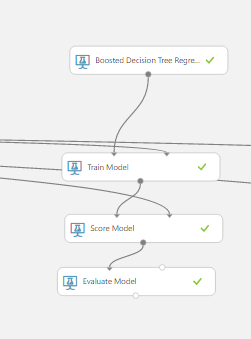 Boosted Decision Tree Regre...
Train Model
Score Model
Evaluate Model